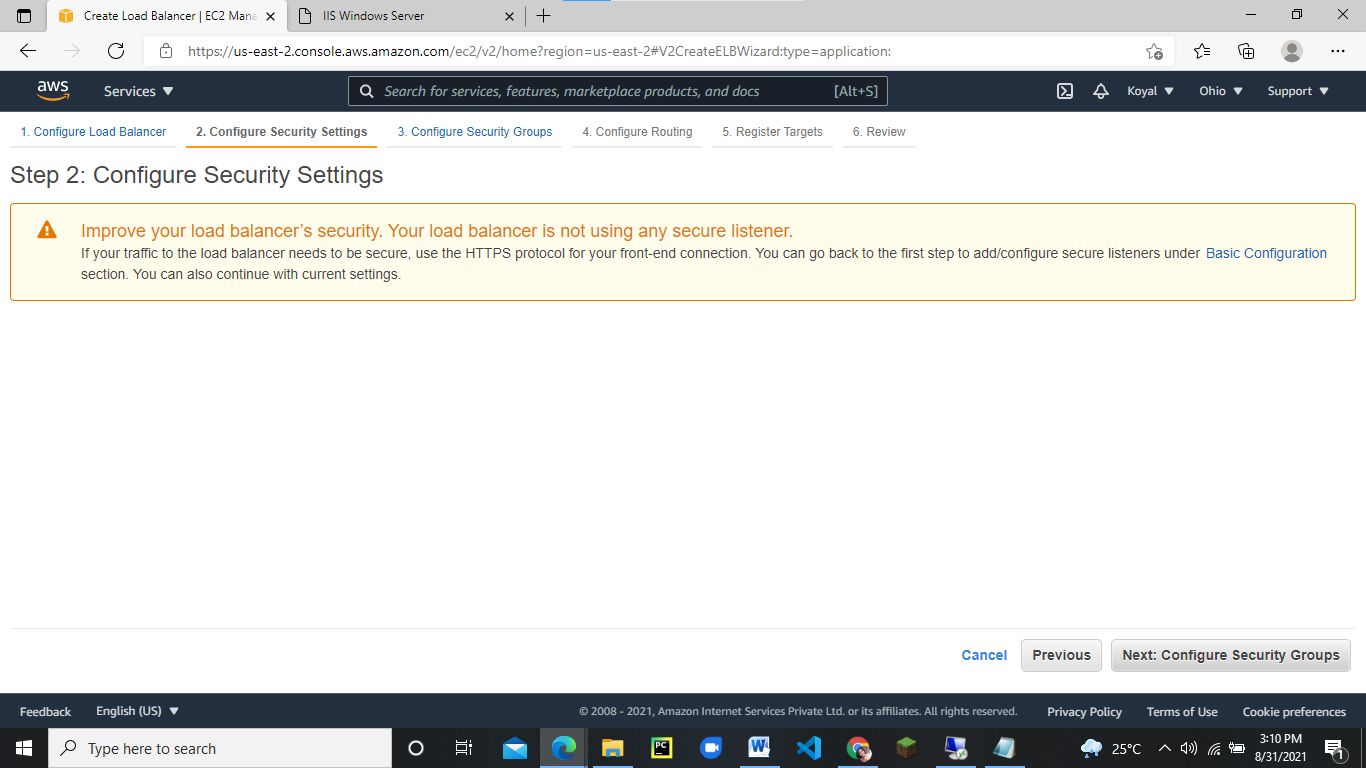 Create Load Balancer | EC2 Mana
IIS Windows Server
https://us-east-2.console.aws.amazon.com/ec2/v2/home?region=us-east-2#V2CreateELBWizard:type=application:
aws
Services
Search for services, features, marketplace products, and docs
[Alt+S]
Koyal
Ohio
Support
1. Configure Load Balancer
2. Configure Security Settings
3. Configure Security Groups
4. Configure Routing
5. Register Targets
6. Review
Step 2: Configure Security Settings
Improve your load balancer's security. Your load balancer is not using any secure listener.
If your traffic to the load balancer needs to be secure, use the HTTPS protocol for your front-end connection. You can go back to the first step to add/configure secure listeners under Basic Configuration
section. You can also continue with current settings.
Cancel
Previous
Next: Configure Security Groups
Feedback
English (US)
© 2008 - 2021, Amazon Internet Services Private Ltd. or its affiliates. All rights reserved.
Privacy Policy
Terms of Use
Cookie preferences
Type here to search
PC
W
25°C
3:10 PM
8/31/2021
1